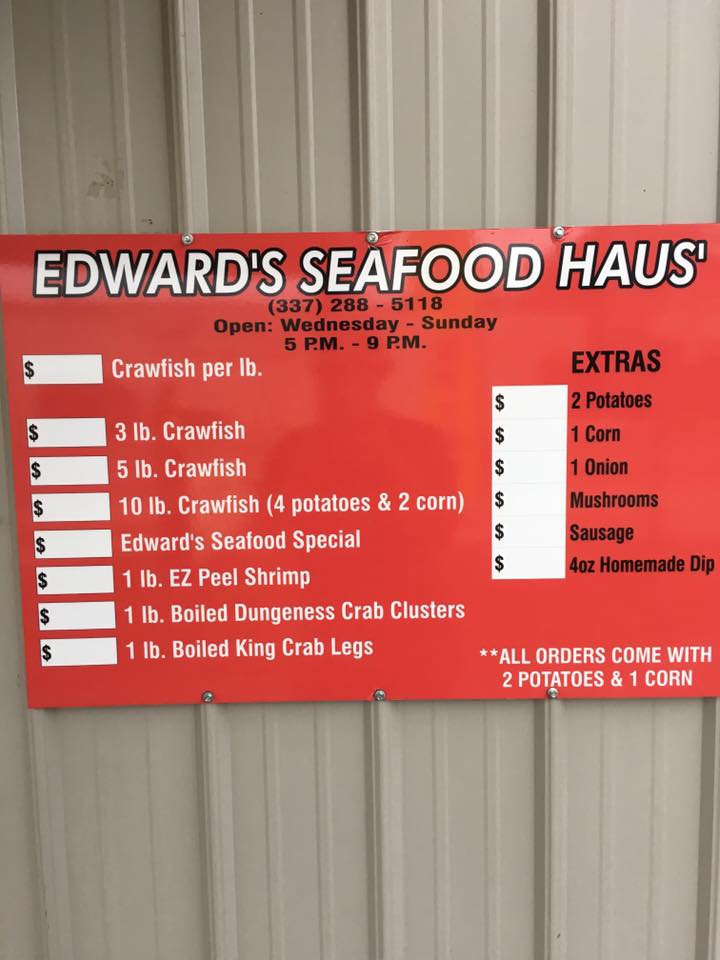 EDWARD'S SEAFOOD HAUS'
(337) 288 - 5118
Open: Wednesday - Sunday
5 P.M. - 9 P.M.
$ Crawfish per lb.
$ 3 lb. Crawfish
$ 5 lb. Crawfish
$ 10 lb. Crawfish (4 potatoes & 2 corn)
$ Edward's Seafood Special
$ 1 lb. EZ Peel Shrimp
$ 1 lb. Boiled Dungeness Crab Clusters
$ 1 lb. Boiled King Crab Legs
EXTRAS
$ 2 Potatoes
$ 1 Corn
$ 1 Onion
$ Mushrooms
$ Sausage
$ 4oz Homemade Dip
**ALL ORDERS COME WITH
2 POTATOES & 1 CORN